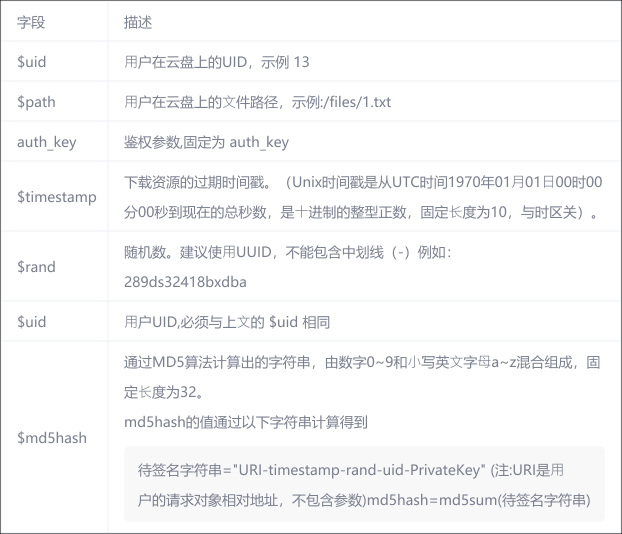 字段 描述
$uid 用户在云盘上的UID，示例 13
$path 用户在云盘上的文件路径，示例:/files/1.txt
auth_key 鉴权参数,固定为 auth_key
$timestamp 下载资源的过期时间戳。（Unix时间戳是从UTC时间1970年01月01日00时00
分00秒到现在的总秒数，是十进制的整型正数，固定长度为10，与时区关）。
$rand 随机数。建议使用UUID，不能包含中划线（-）例如：
289ds32418bxdba
$uid 用户UID,必须与上文的 $uid 相同
$md5hash 通过MD5算法计算出的字符串，由数字0~9和小写英文字母a~z混合组成，固
定长度为32。
md5hash的值通过以下字符串计算得到
待签名字符串="URI-timestamp-rand-uid-PrivateKey" (注:URI是用
户的请求对象相对地址，不包含参数)md5hash=md5sum(待签名字符串)